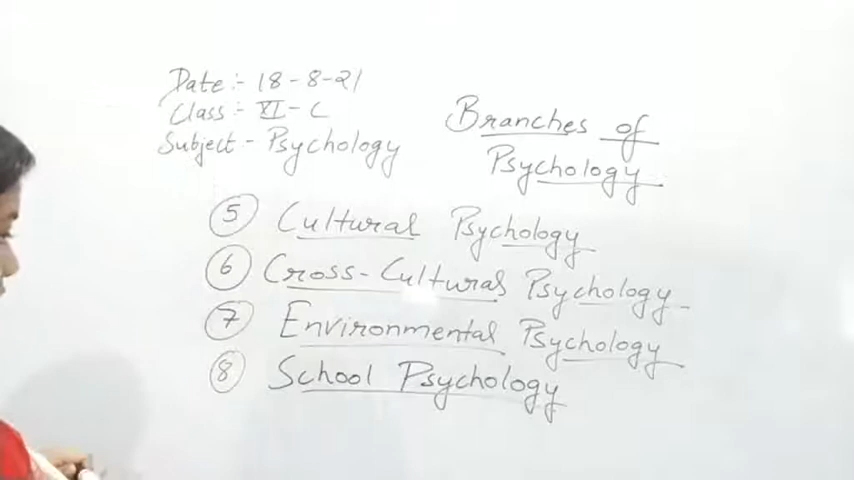 Date :- 18-8-21
Class :- XI - C
Subject - Psychology
Branches of
Psychology
5 Cultural Psychology
6 Cross-Cultural Psychology
7 Environmental Psychology
8 School Psychology